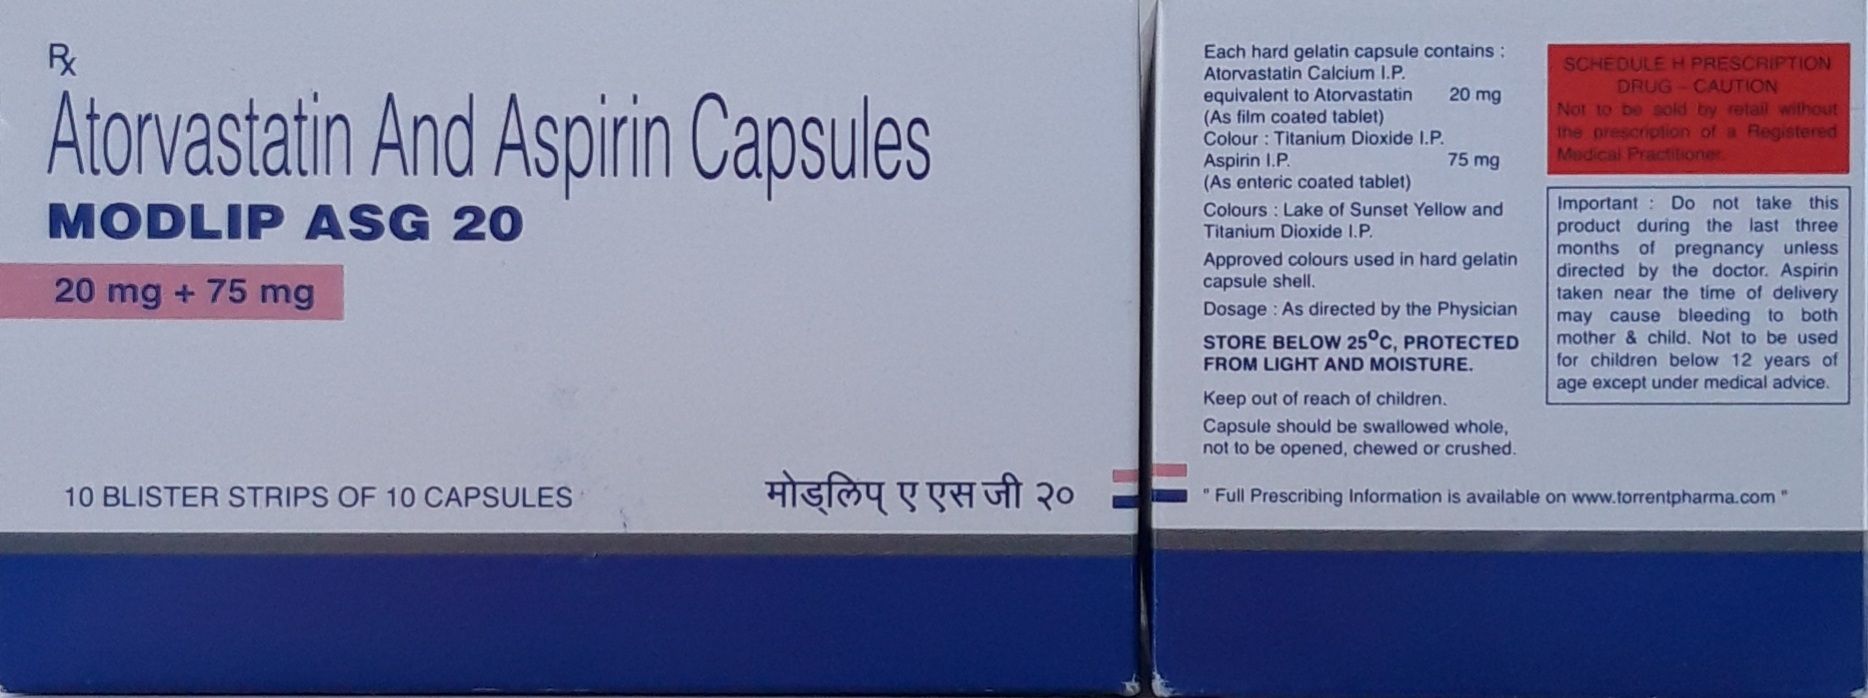 Rx
Atorvastatin And Aspirin Capsules
MODLIP ASG 20
20 mg + 75 mg
10 BLISTER STRIPS OF 10 CAPSULES
मोड्लिप् ए एस जी २०
Each hard gelatin capsule contains :
Atorvastatin Calcium I.P.
equivalent to Atorvastatin 20 mg
(As film coated tablet)
Colour : Titanium Dioxide I.P.
Aspirin I.P. 75 mg
(As enteric coated tablet)
Colours : Lake of Sunset Yellow and
Titanium Dioxide I.P.
Approved colours used in hard gelatin
capsule shell.
Dosage : As directed by the Physician
STORE BELOW 25°C, PROTECTED
FROM LIGHT AND MOISTURE.
Keep out of reach of children.
Capsule should be swallowed whole,
not to be opened, chewed or crushed.
" Full Prescribing Information is available on www.torrentpharma.com "
SCHEDULE H PRESCRIPTION
DRUG – CAUTION
Not to be sold by retail without
the prescription of a Registered
Medical Practitioner.
Important : Do not take this
product during the last three
months of pregnancy unless
directed by the doctor. Aspirin
taken near the time of delivery
may cause bleeding to both
mother & child. Not to be used
for children below 12 years of
age except under medical advice.